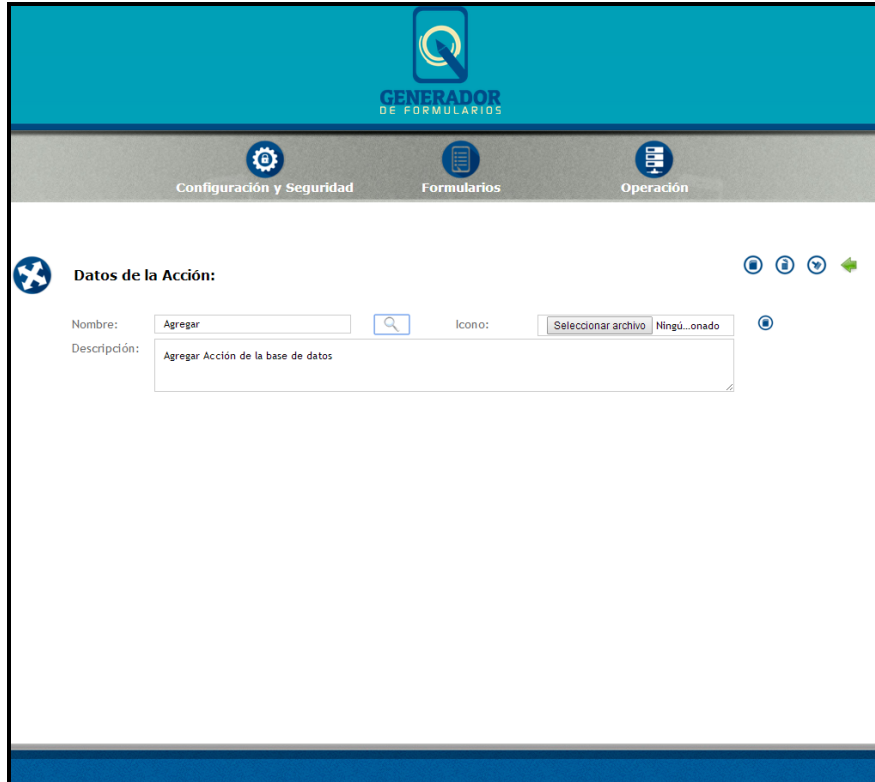 GENERADOR
DE FORMULARIOS
Configuración y Seguridad
Formularios
Operación
Datos de la Acción:
Nombre:
Agregar
Icono:
Seleccionar archivo
Ningú...onado
Descripción:
Agregar Acción de la base de datos